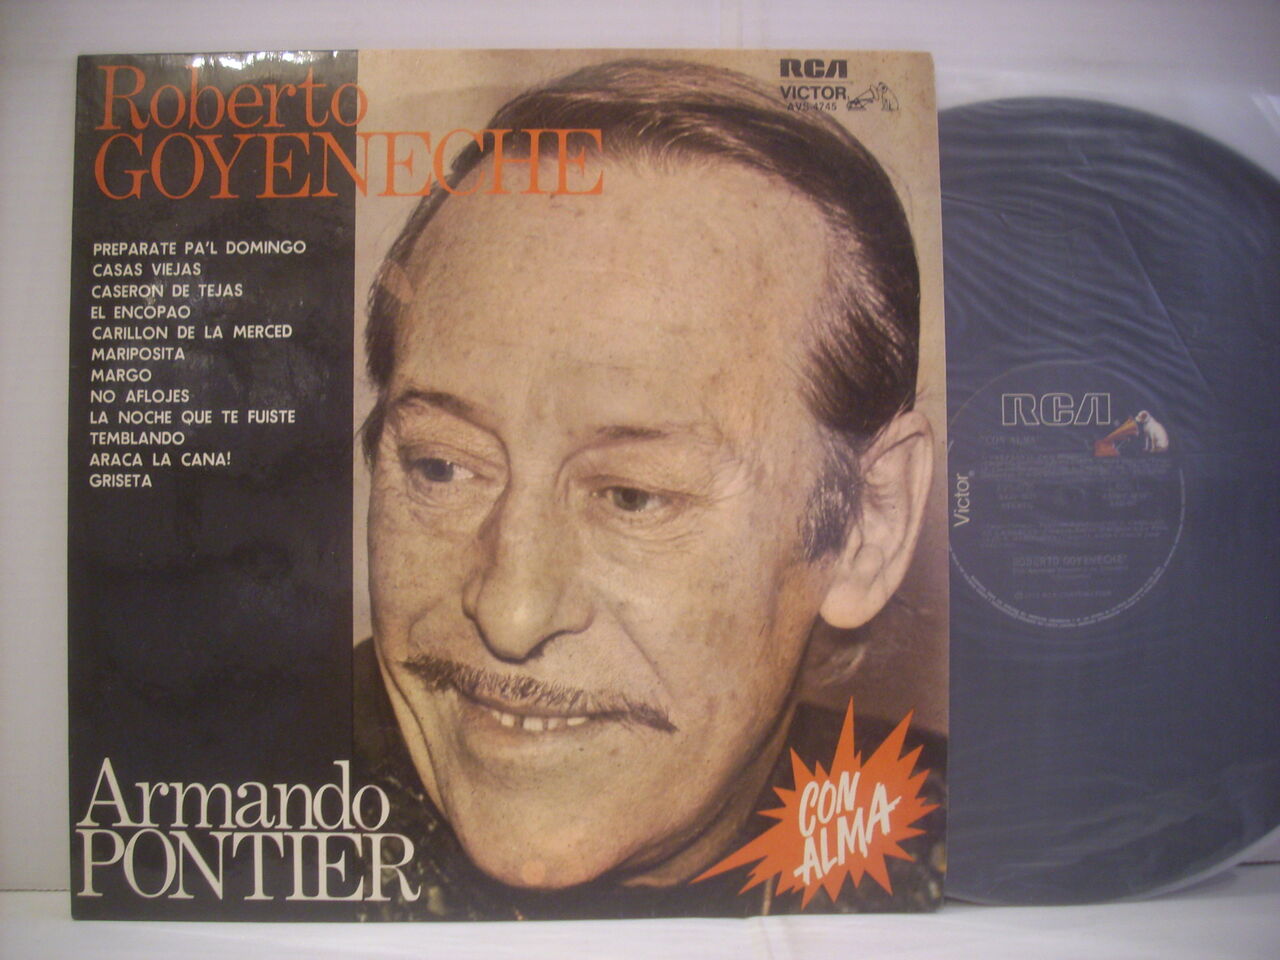 Roberto
GOYENECHE
RCA
VICTOR
AVS-4745
PREPARATE PA'L DOMINGO
CASAS VIEJAS
CASERON DE TEJAS
EL ENCOPAO
CARILLON DE LA MERCED
MARIPOSITA
MARGO
NO AFLOJES
LA NOCHE QUE TE FUISTE
TEMBLANDO
ARACA LA CANA!
GRISETA
Armando
PONTIER
CON
ALMA
RCA
Victor
"CON ALMA"
ROBERTO GOYENECHE